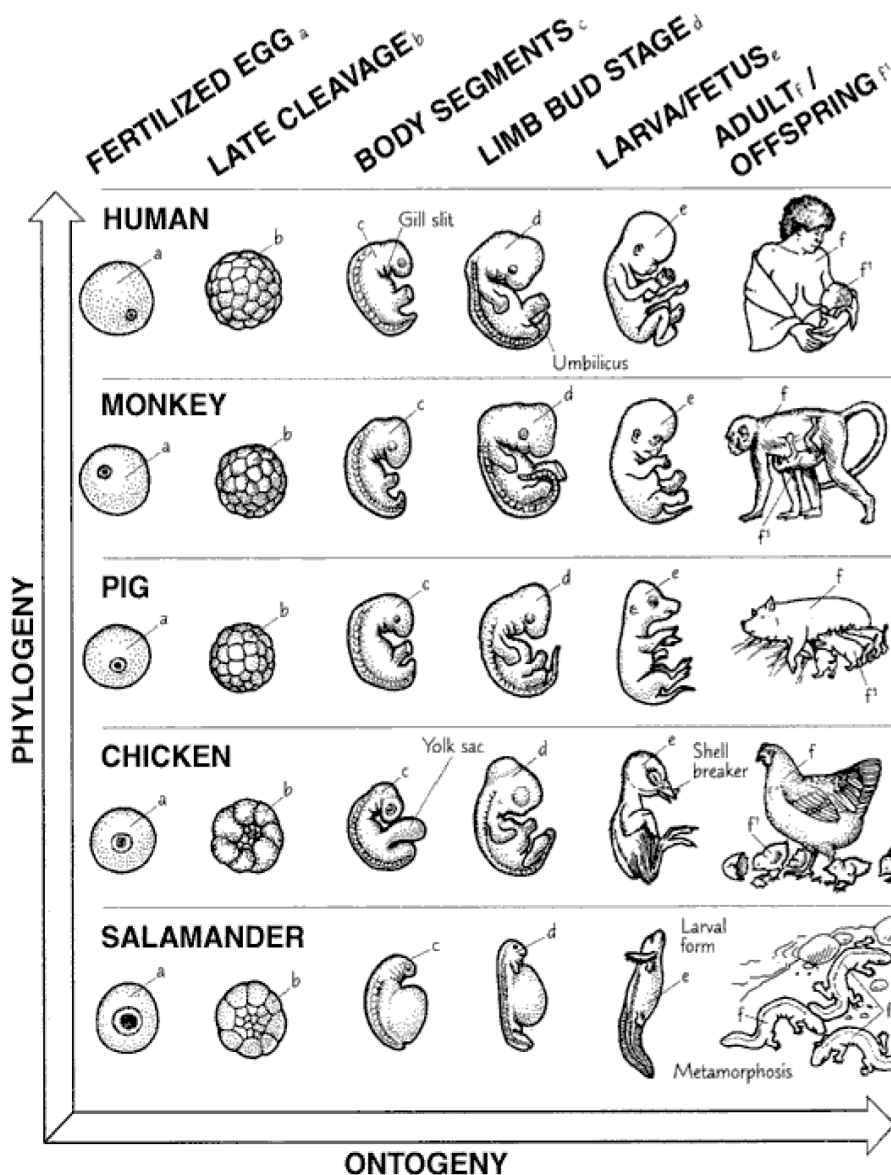 FERTILIZED EGG a
LATE CLEAVAGE b
BODY SEGMENTS c
LIMB BUD STAGE d
LARVA/FETUS e
ADULT f /
OFFSPRING f¹
HUMAN
a
b
c
Gill slit
d
e
f
f¹
Umbilicus
MONKEY
a
b
c
d
e
f
f¹
PIG
a
b
c
d
e
f
f¹
CHICKEN
a
b
c
Yolk sac
d
e
Shell
breaker
f
f¹
SALAMANDER
a
b
c
d
Larval
form
e
f
f
Metamorphosis
PHYLOGENY
ONTOGENY